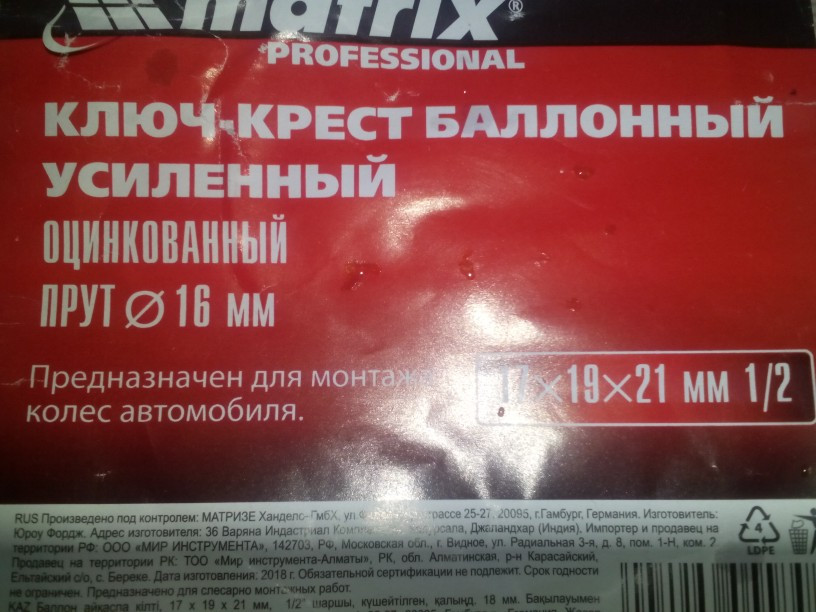 matrix®
PROFESSIONAL
КЛЮЧ-КРЕСТ БАЛЛОННЫЙ
УСИЛЕННЫЙ
ОЦИНКОВАННЫЙ
ПРУТ Ø 16 мм
Предназначен для монтажа
колес автомобиля.
17×19×21 мм 1/2
RUS Произведено под контролем: МАТРИЗЕ Ханделс-ГмбХ, ул. 25-27, 20095, г.Гамбург, Германия. Изготовитель:
Юроу Фордж. Адрес изготовителя: 36 Варяна Индастриал Джаландхар (Индия), Импортер и продавец на
территории РФ: ООО «МИР ИНСТРУМЕНТА», 142703, РФ, Московская обл., г. Видное, ул. Радиальная 3-я, д. 8, пом. 1-Н, ком. 2
Продавец на территории РК: ТОО «Мир инструмента-Алматы», РК, обл. Алматинская, р-н Карасайский,
Ельтайский с/о, с. Береке. Дата изготовления: 2018 г. Обязательной сертификации не подлежит. Срок годности
не ограничен. Предназначено для слесарно монтажных работ.
KAZ Баллон айқаспа кілті, 17 х 19 х 21 мм, 1/2" шаршы, күшейтілген, қалыңд. 18 мм. Бақылауымен
4
LDPE